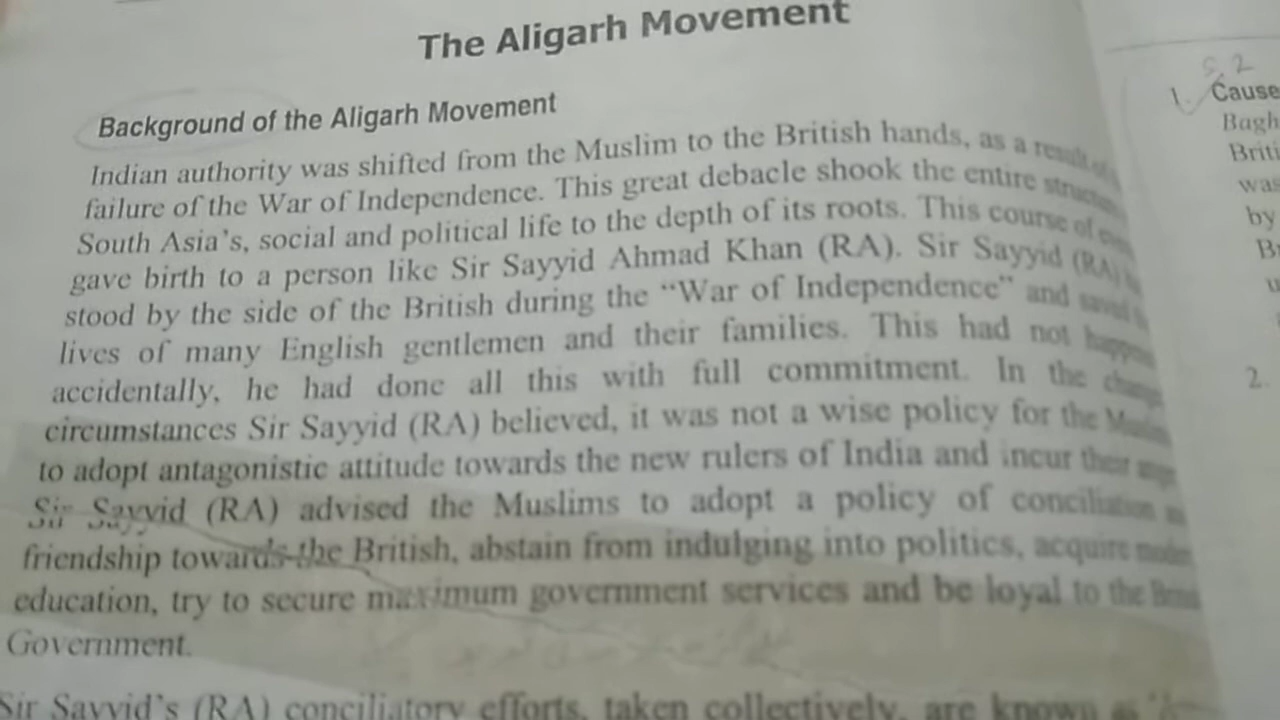 The Aligarh Movement
Background of the Aligarh Movement
Indian authority was shifted from the Muslim to the British hands, as a result of
failure of the War of Independence. This great debacle shook the entire
South Asia's, social and political life to the depth of its roots. This course of
gave birth to a person like Sir Sayyid Ahmad Khan (RA). Sir Sayyid (RA)
stood by the side of the British during the “War of Independence” and
lives of many English gentlemen and their families. This had not
accidentally, he had done all this with full commitment. In the
circumstances Sir Sayyid (RA) believed, it was not a wise policy for the
to adopt antagonistic attitude towards the new rulers of India and incur their
Sir Sayyid (RA) advised the Muslims to adopt a policy of conciliation
friendship towards the British, abstain from indulging into politics, acquire
education, try to secure maximum government services and be loyal to the
Government.
Sir Sayyid's (RA) conciliatory efforts, taken collectively, are known as
S. 2
1. Cause
Bagh
Briti
was
by
2.